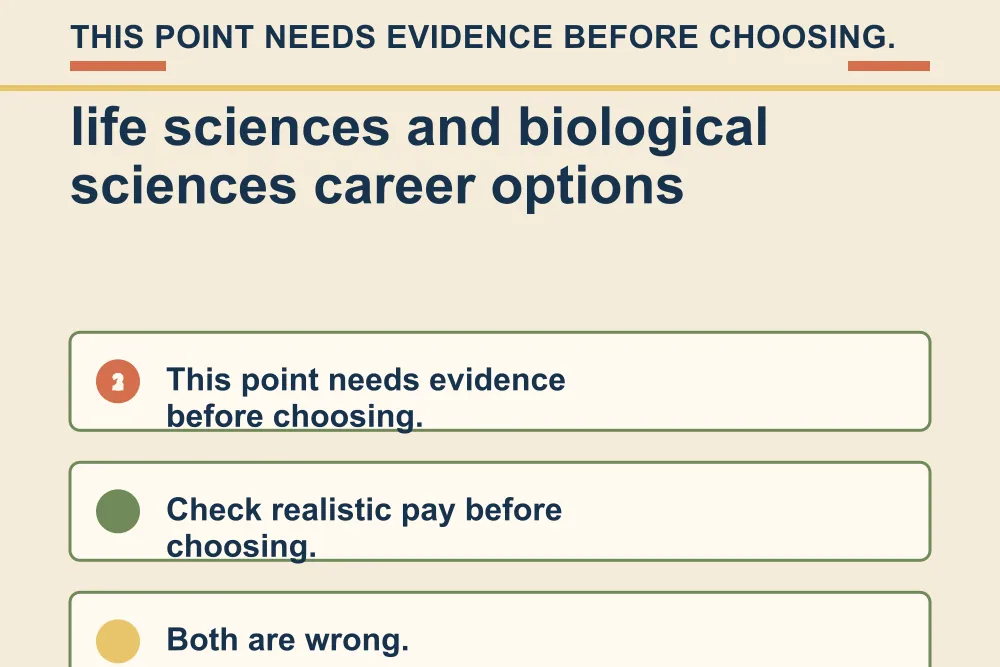 THIS POINT NEEDS EVIDENCE BEFORE CHOOSING.
life sciences and biological
sciences career options
This point needs evidence
before choosing.
Check realistic pay before
choosing.
Both are wrong.